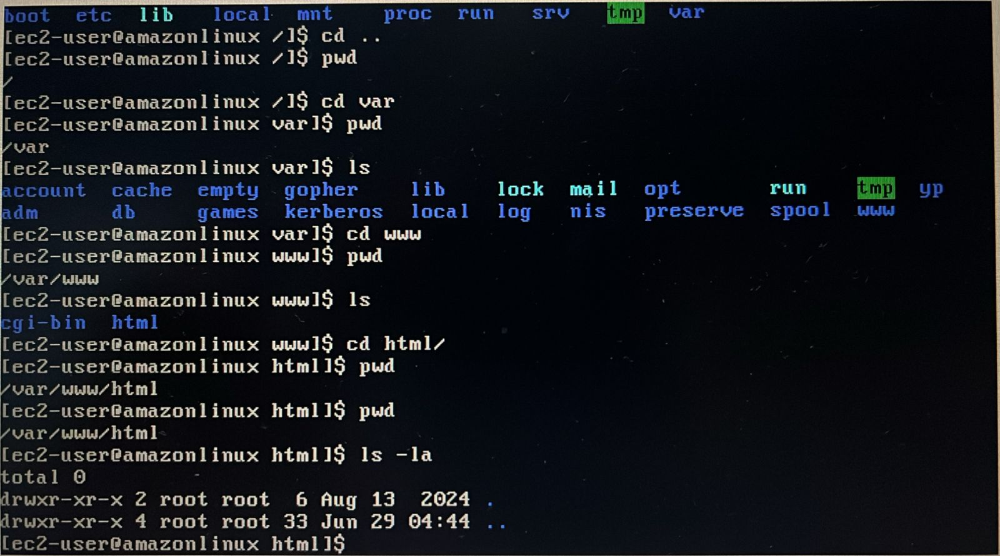 boot  etc  lib   local  mnt    proc  run   srv   tmp  var
[ec2-user@amazonlinux /]$ cd ..
[ec2-user@amazonlinux /]$ pwd
/
[ec2-user@amazonlinux /]$ cd var
[ec2-user@amazonlinux var]$ pwd
/var
[ec2-user@amazonlinux var]$ ls
account  cache  empty  gopher    lib    lock  mail  opt       run    tmp  yp
adm      db     games  kerberos  local  log   nis   preserve  spool  www
[ec2-user@amazonlinux var]$ cd www
[ec2-user@amazonlinux www]$ pwd
/var/www
[ec2-user@amazonlinux www]$ ls
cgi-bin  html
[ec2-user@amazonlinux www]$ cd html/
[ec2-user@amazonlinux html]$ pwd
/var/www/html
[ec2-user@amazonlinux html]$ pwd
/var/www/html
[ec2-user@amazonlinux html]$ ls -la
total 0
drwxr-xr-x 2 root root  6 Aug 13  2024 .
drwxr-xr-x 4 root root 33 Jun 29 04:44 ..
[ec2-user@amazonlinux html]$